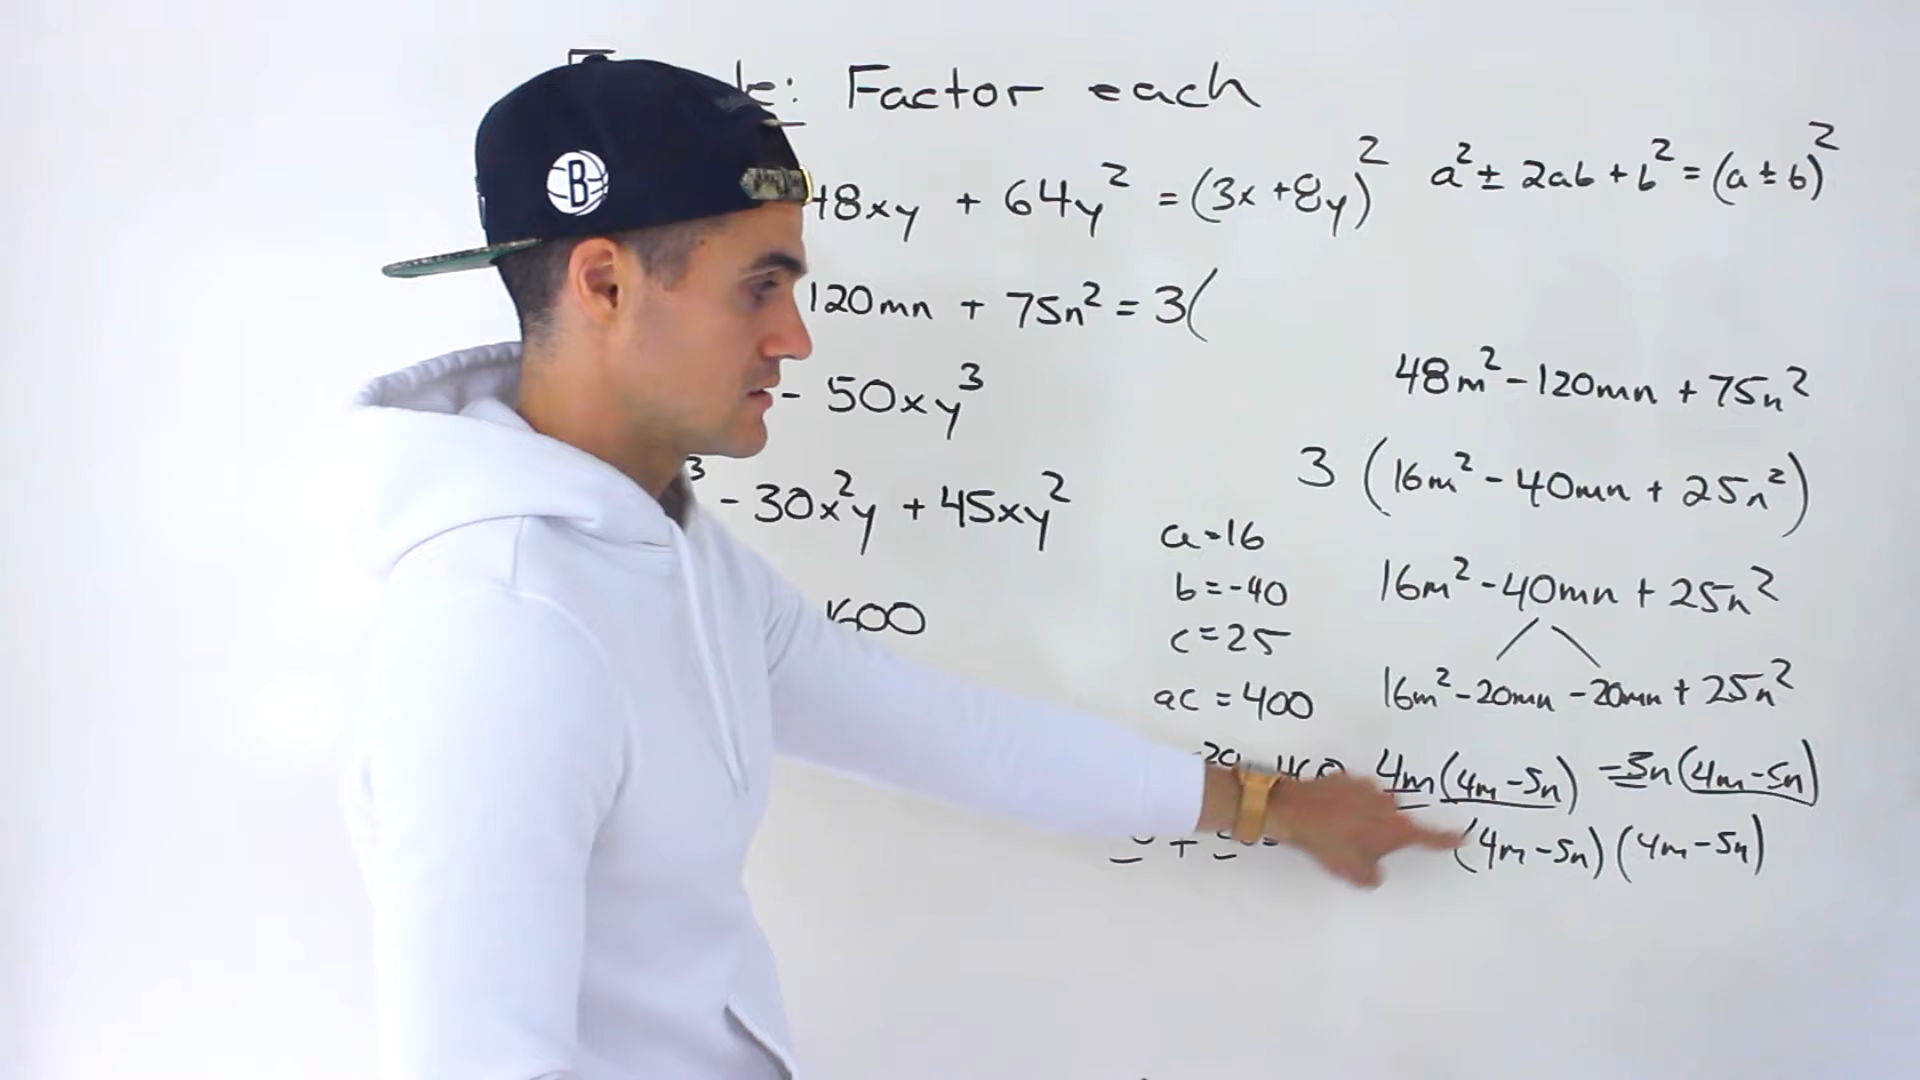 Factor each
48xy + 64y² = (3x + 8y)²
a² ± 2ab + b² = (a ± b)²
120mn + 75n² = 3(
- 50xy³
³ - 30x²y + 45xy²
600
B
48m² - 120mn + 75n²
3 (16m² - 40mn + 25n²)
a = 16
b = -40
c = 25
ac = 400
16m² - 40mn + 25n²
16m² - 20mn - 20mn + 25n²
4m(4m - 5n) - 5n(4m - 5n)
(4m - 5n)(4m - 5n)